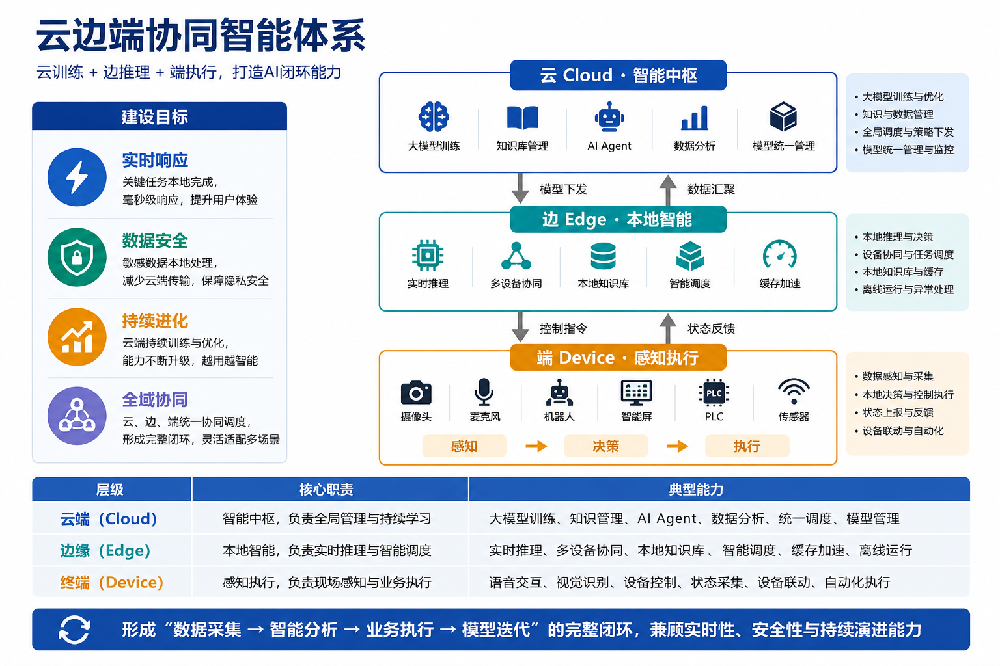 云边端协同智能体系
云训练 + 边推理 + 端执行，打造AI闭环能力
建设目标
实时响应
关键任务本地完成，
毫秒级响应，提升用户体验
数据安全
敏感数据本地处理，
减少云端传输，保障隐私安全
持续进化
云端持续训练与优化，
能力不断升级，越用越智能
全域协同
云、边、端统一协同调度，
形成完整闭环，灵活适配多场景
云 Cloud · 智能中枢
大模型训练
知识库管理
AI Agent
数据分析
模型统一管理
• 大模型训练与优化
• 知识与数据管理
• 全局调度与策略下发
• 模型统一管理与监控
模型下发
数据汇聚
边 Edge · 本地智能
实时推理
多设备协同
本地知识库
智能调度
缓存加速
• 本地推理与决策
• 设备协同与任务调度
• 本地知识库与缓存
• 离线运行与异常处理
控制指令
状态反馈
端 Device · 感知执行
摄像头
麦克风
机器人
智能屏
PLC
PLC
传感器
感知 → 决策 → 执行
• 数据感知与采集
• 本地决策与控制执行
• 状态上报与反馈
• 设备联动与自动化
层级 核心职责 典型能力
云端（Cloud） 智能中枢，负责全局管理与持续学习 大模型训练、知识管理、AI Agent、数据分析、统一调度、模型管理
边缘（Edge） 本地智能，负责实时推理与智能调度 实时推理、多设备协同、本地知识库、智能调度、缓存加速、离线运行
终端（Device） 感知执行，负责现场感知与业务执行 语音交互、视觉识别、设备控制、状态采集、设备联动、自动化执行
形成“数据采集 → 智能分析 → 业务执行 → 模型迭代”的完整闭环，兼顾实时性、安全性与持续演进能力